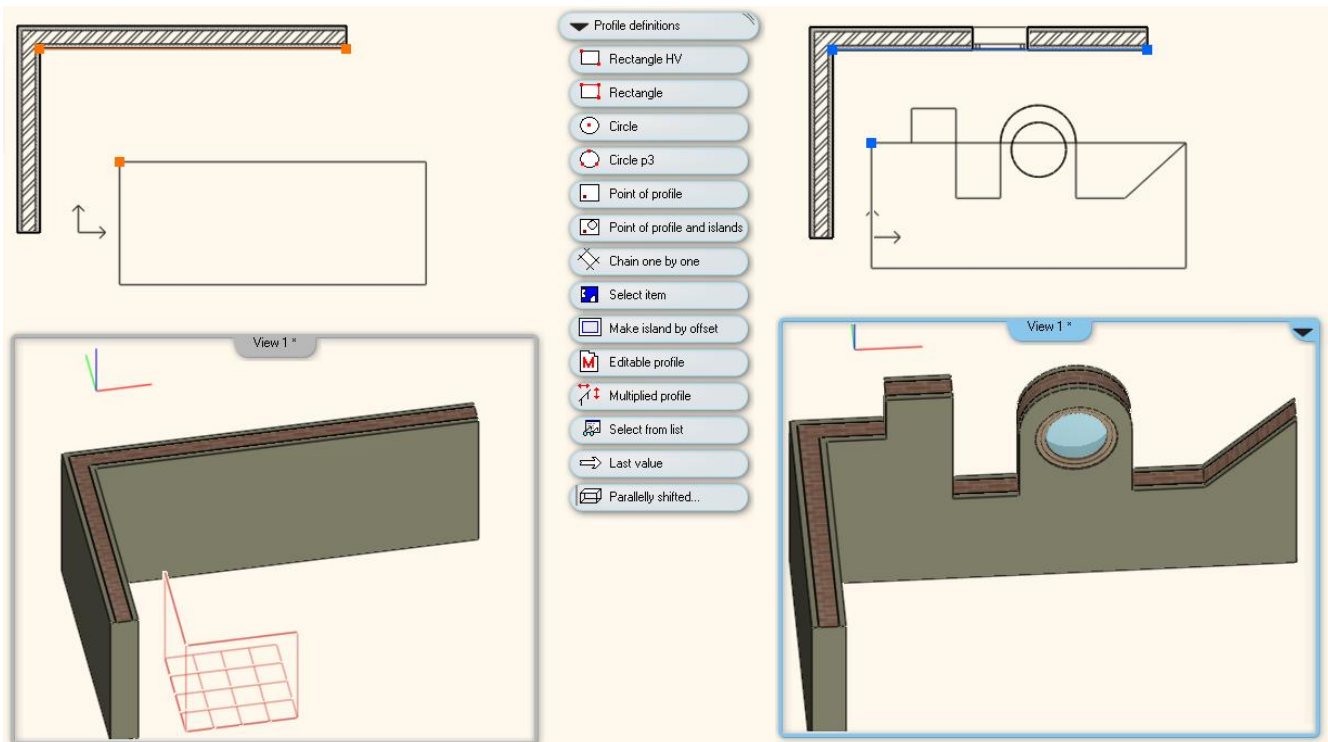 Profile definitions
Rectangle HV
Rectangle
Circle
Circle p3
Point of profile
Point of profile and islands
Chain one by one
Select item
Make island by offset
M
Editable profile
Multiplied profile
Select from list
Last value
Parallelly shifted...
View 1 *
View 1 *